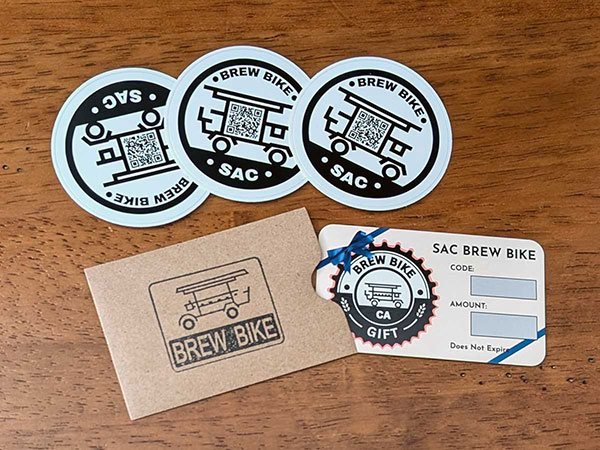 SAC
BREW BIKE
BREW BIKE
SAC
BREW BIKE
SAC
BREW BIKE
BREW BIKE
CA
GIFT
SAC BREW BIKE
CODE:
AMOUNT:
Does Not Expire